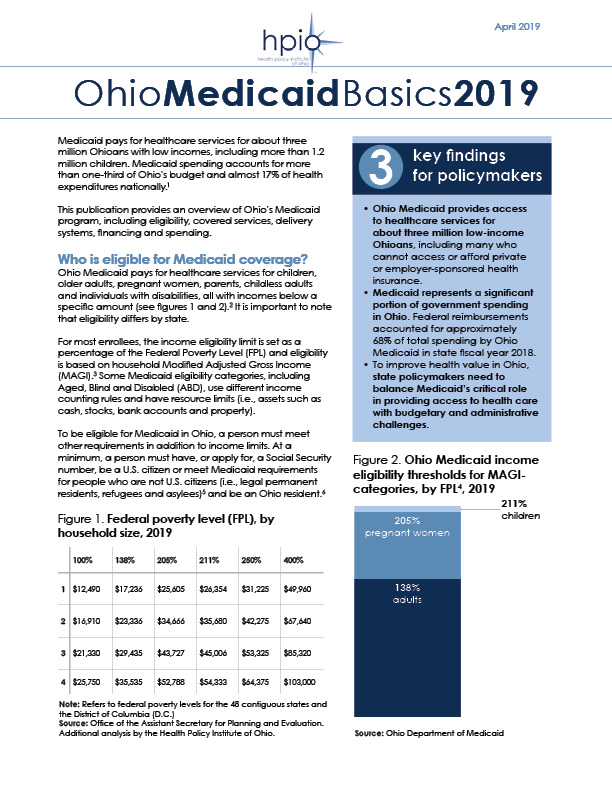 April 2019
hpio
health policy institute
of ohio
OhioMedicaidBasics2019
Medicaid pays for healthcare services for about three
million Ohioans with low incomes, including more than 1.2
million children. Medicaid spending accounts for more
than one-third of Ohio's budget and almost 17% of health
expenditures nationally.¹
This publication provides an overview of Ohio's Medicaid
program, including eligibility, covered services, delivery
systems, financing and spending.
Who is eligible for Medicaid coverage?
Ohio Medicaid pays for healthcare services for children,
older adults, pregnant women, parents, childless adults
and individuals with disabilities, all with incomes below a
specific amount (see figures 1 and 2).² It is important to note
that eligibility differs by state.
For most enrollees, the income eligibility limit is set as a
percentage of the Federal Poverty Level (FPL) and eligibility
is based on household Modified Adjusted Gross Income
(MAGI).³ Some Medicaid eligibility categories, including
Aged, Blind and Disabled (ABD), use different income
counting rules and have resource limits (i.e., assets such as
cash, stocks, bank accounts and property).
To be eligible for Medicaid in Ohio, a person must meet
other requirements in addition to income limits. At a
minimum, a person must have, or apply for, a Social Security
number, be a U.S. citizen or meet Medicaid requirements
for people who are not U.S. citizens (i.e., legal permanent
residents, refugees and asylees)⁵ and be an Ohio resident.⁶
Figure 1. Federal poverty level (FPL), by
household size, 2019
100% 138% 205% 211% 250% 400%
1 $12,490 $17,236 $25,605 $26,354 $31,225 $49,960
2 $16,910 $23,336 $34,666 $35,680 $42,275 $67,640
3 $21,330 $29,435 $43,727 $45,006 $53,325 $85,320
4 $25,750 $35,535 $52,788 $54,333 $64,375 $103,000
Note: Refers to federal poverty levels for the 48 contiguous states and
the District of Columbia (D.C.)
Source: Office of the Assistant Secretary for Planning and Evaluation.
Additional analysis by the Health Policy Institute of Ohio.
3 key findings
for policymakers
• Ohio Medicaid provides access
to healthcare services for
about three million low-income
Ohioans, including many who
cannot access or afford private
or employer-sponsored health
insurance.
• Medicaid represents a significant
portion of government spending
in Ohio. Federal reimbursements
accounted for approximately
68% of total spending by Ohio
Medicaid in state fiscal year 2018.
• To improve health value in Ohio,
state policymakers need to
balance Medicaid's critical role
in providing access to health care
with budgetary and administrative
challenges.
Figure 2. Ohio Medicaid income
eligibility thresholds for MAGI-
categories, by FPL⁴, 2019
211%
children
205%
pregnant women
138%
adults
Source: Ohio Department of Medicaid